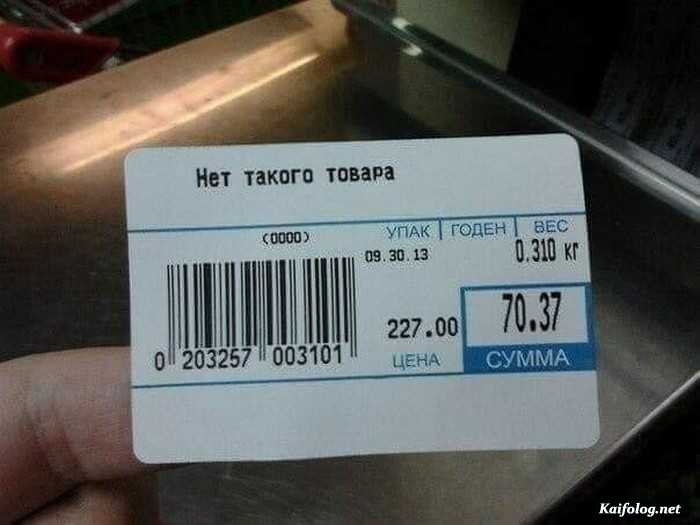 Нет такого товара
(0000)
УПАК ГОДЕН ВЕС
09.30.13 0.310 кг
227.00 70.37
0 203257 003101
ЦЕНА СУММА
Kaifolog.net